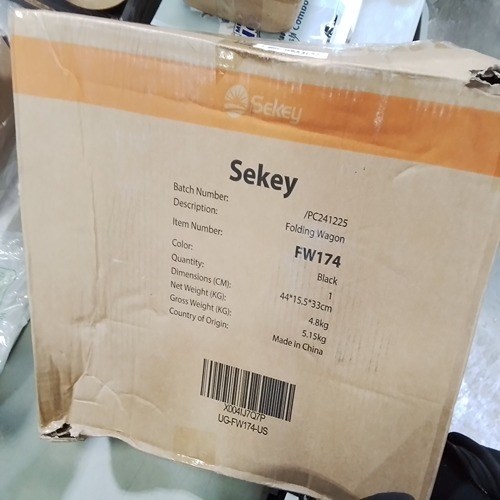 Sekey
Sekey
Batch Number: /PC241225
Description: Folding Wagon
Item Number: FW174
Color: Black
Quantity: 1
Dimensions (CM): 44*15.5*33cm
Net Weight (KG): 4.8kg
Gross Weight (KG): 5.15kg
Country of Origin: Made In China
X004IJ7Q7P
UG-FW174-US